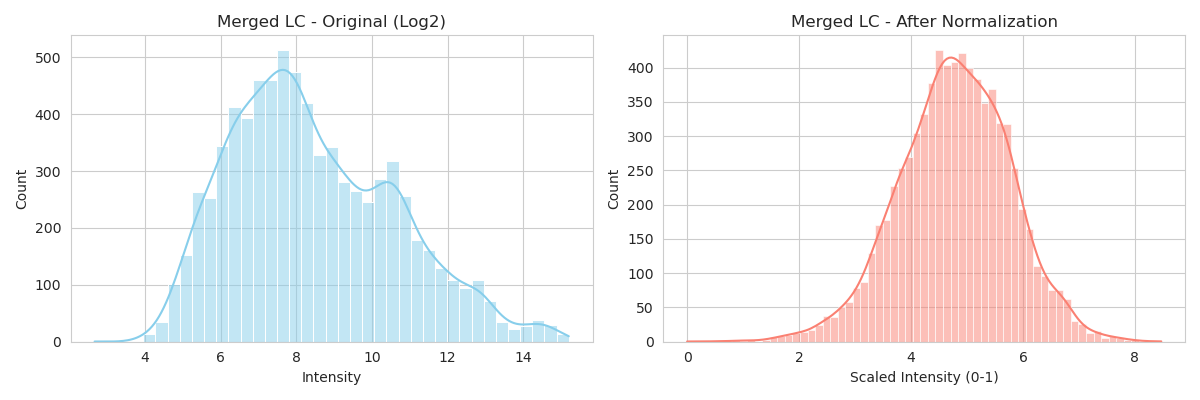 Merged LC - Original (Log2)
Count
500
400
300
200
100
0
4 6 8 10 12 14
Intensity
Merged LC - After Normalization
Count
400
350
300
250
200
150
100
50
0
0 2 4 6 8
Scaled Intensity (0-1)